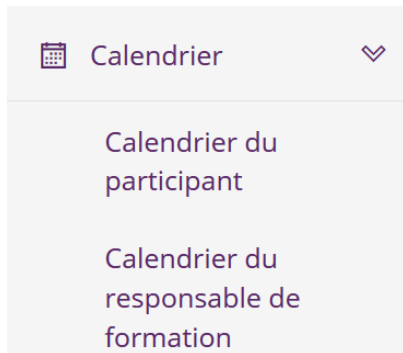 Calendrier
Calendrier du
participant
Calendrier du
responsable de
formation